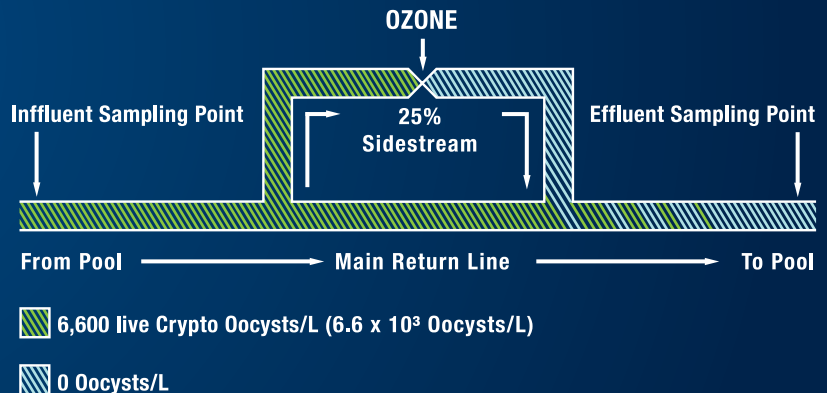 OZONE
Inffluent Sampling Point
25%
Sidestream
Effluent Sampling Point
From Pool
Main Return Line
To Pool
6,600 live Crypto Oocysts/L (6.6 x 10³ Oocysts/L)
0 Oocysts/L